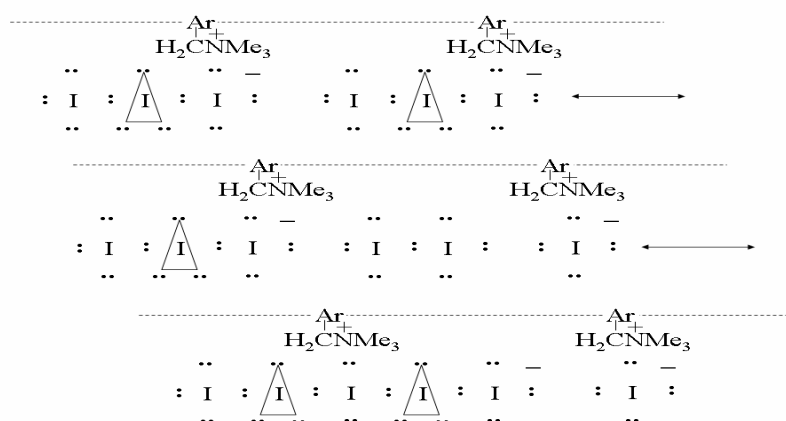 Ar Ar
H₂CNMe₃ + H₂CNMe₃ +
: I : I : I : − : I : I : I : −
Ar Ar
H₂CNMe₃ + H₂CNMe₃ +
: I : I : I : − : I : I : : I : −
Ar Ar
H₂CNMe₃ + H₂CNMe₃ +
: I : I : I : I : I : − : I : −